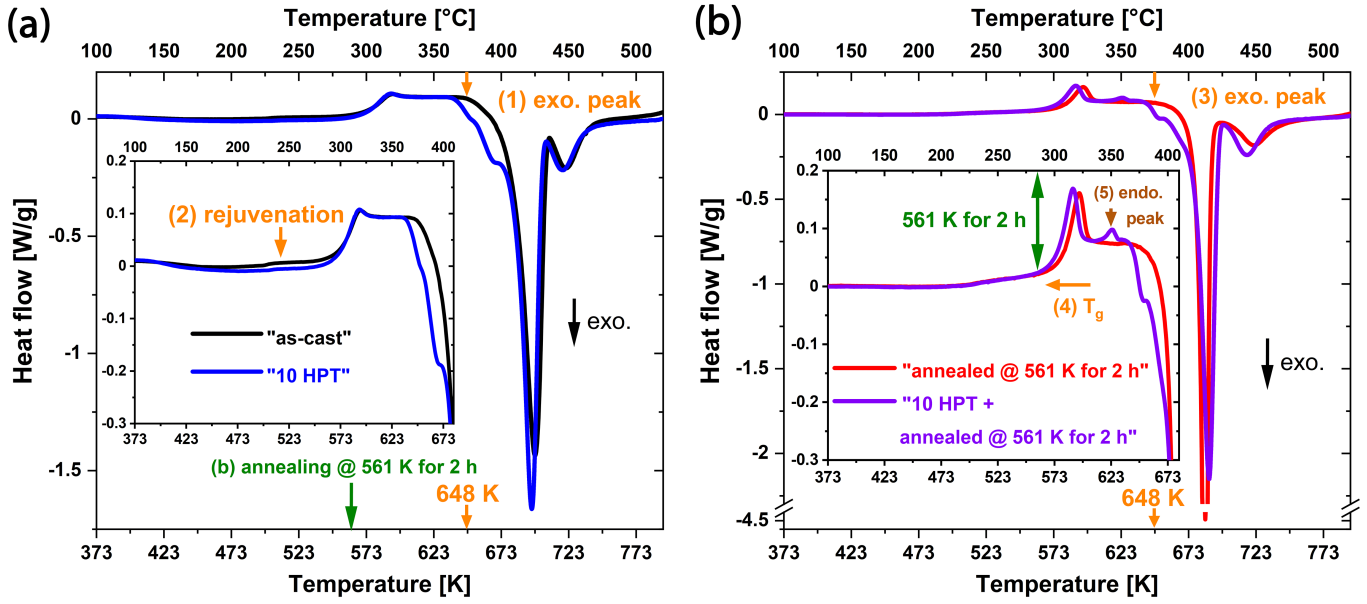 (a)
Temperature [°C]
100 150 200 250 300 350 400 450 500
0
-0.5
-1
-1.5
Heat flow [W/g]
(1) exo. peak
100 150 200 250 300 350 400
0.2
0.1
0
-0.1
-0.2
-0.3
(2) rejuvenation
"as-cast"
"10 HPT"
373 423 473 523 573 623 673
exo.
(b) annealing @ 561 K for 2 h
648 K
373 423 473 523 573 623 673 723 773
Temperature [K]
(b)
Temperature [°C]
100 150 200 250 300 350 400 450 500
0
-0.5
-1
-1.5
-2
-4.5
Heat flow [W/g]
(3) exo. peak
100 150 200 250 300 350 400
0.2
0.1
0
-0.1
-0.2
-0.3
561 K for 2 h
(5) endo.
peak
(4) Tg
"annealed @ 561 K for 2 h"
"10 HPT +
annealed @ 561 K for 2 h"
373 423 473 523 573 623 673
exo.
648 K
373 423 473 523 573 623 673 723 773
Temperature [K]